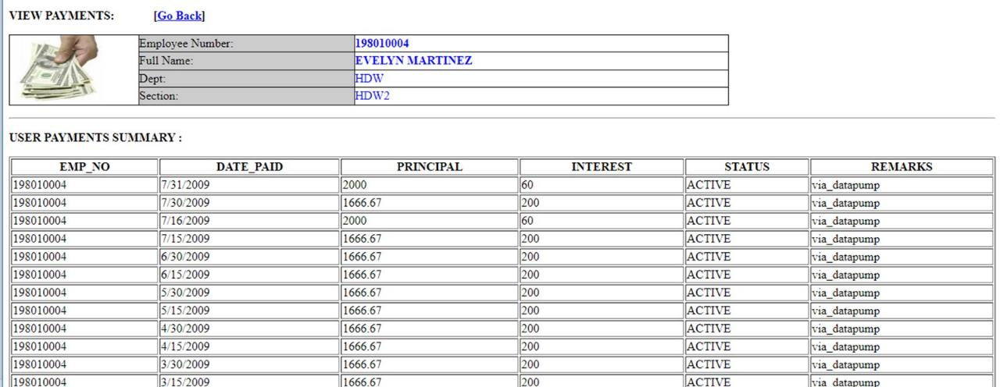 VIEW PAYMENTS: [Go Back]
Employee Number: 198010004
Full Name: EVELYN MARTINEZ
Dept: HDW
Section: HDW2
USER PAYMENTS SUMMARY :
EMP_NO DATE_PAID PRINCIPAL INTEREST STATUS REMARKS
198010004 7/31/2009 2000 60 ACTIVE via_datapump
198010004 7/30/2009 1666.67 200 ACTIVE via_datapump
198010004 7/16/2009 2000 60 ACTIVE via_datapump
198010004 7/15/2009 1666.67 200 ACTIVE via_datapump
198010004 6/30/2009 1666.67 200 ACTIVE via_datapump
198010004 6/15/2009 1666.67 200 ACTIVE via_datapump
198010004 5/30/2009 1666.67 200 ACTIVE via_datapump
198010004 5/15/2009 1666.67 200 ACTIVE via_datapump
198010004 4/30/2009 1666.67 200 ACTIVE via_datapump
198010004 4/15/2009 1666.67 200 ACTIVE via_datapump
198010004 3/30/2009 1666.67 200 ACTIVE via_datapump
198010004 3/15/2009 1666.67 200 ACTIVE via_datapump